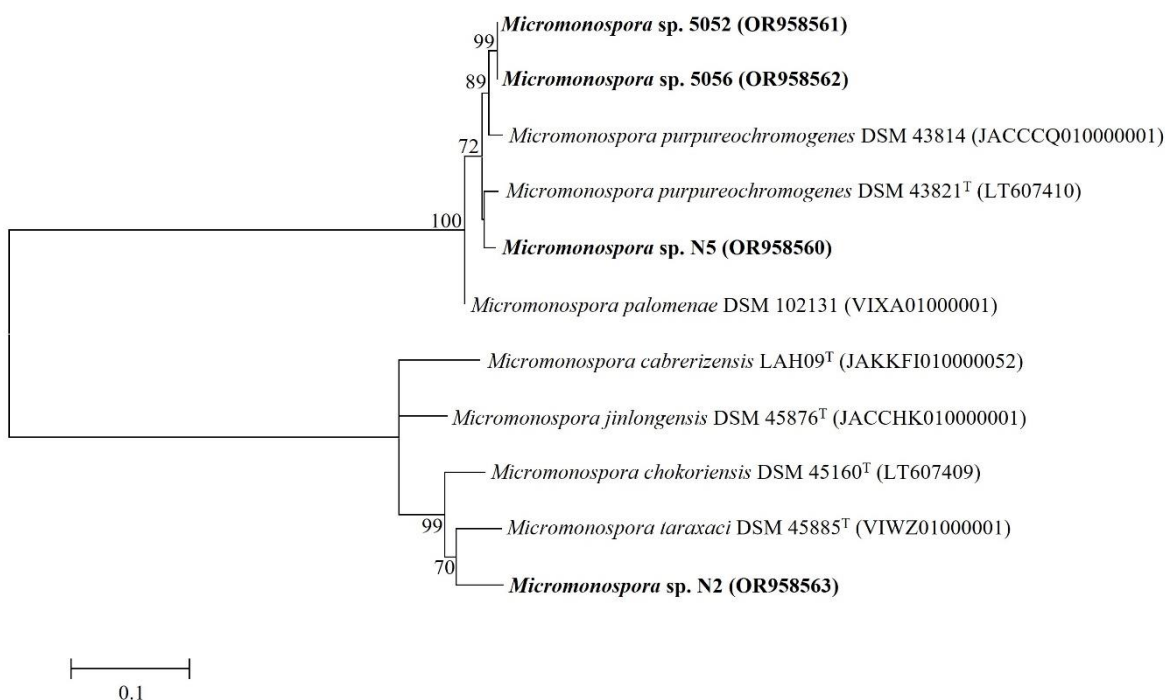 Micromonospora sp. 5052 (OR958561)
99
Micromonospora sp. 5056 (OR958562)
89
Micromonospora purpureochromogenes DSM 43814 (JACCCQ010000001)
72
Micromonospora purpureochromogenes DSM 43821ᵀ (LT607410)
100
Micromonospora sp. N5 (OR958560)
Micromonospora palomenae DSM 102131 (VIXA01000001)
Micromonospora cabrerizensis LAH09ᵀ (JAKKFI010000052)
Micromonospora jinlongensis DSM 45876ᵀ (JACCHK010000001)
Micromonospora chokoriensis DSM 45160ᵀ (LT607409)
99
Micromonospora taraxaci DSM 45885ᵀ (VIWZ01000001)
70
Micromonospora sp. N2 (OR958563)
0.1